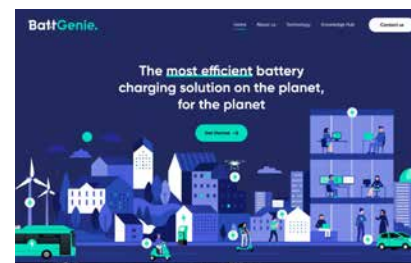 BattGenie.
Home
About us
Technology
Knowledge Hub
Contact us
The most efficient battery
charging solution on the planet,
for the planet
Get Started